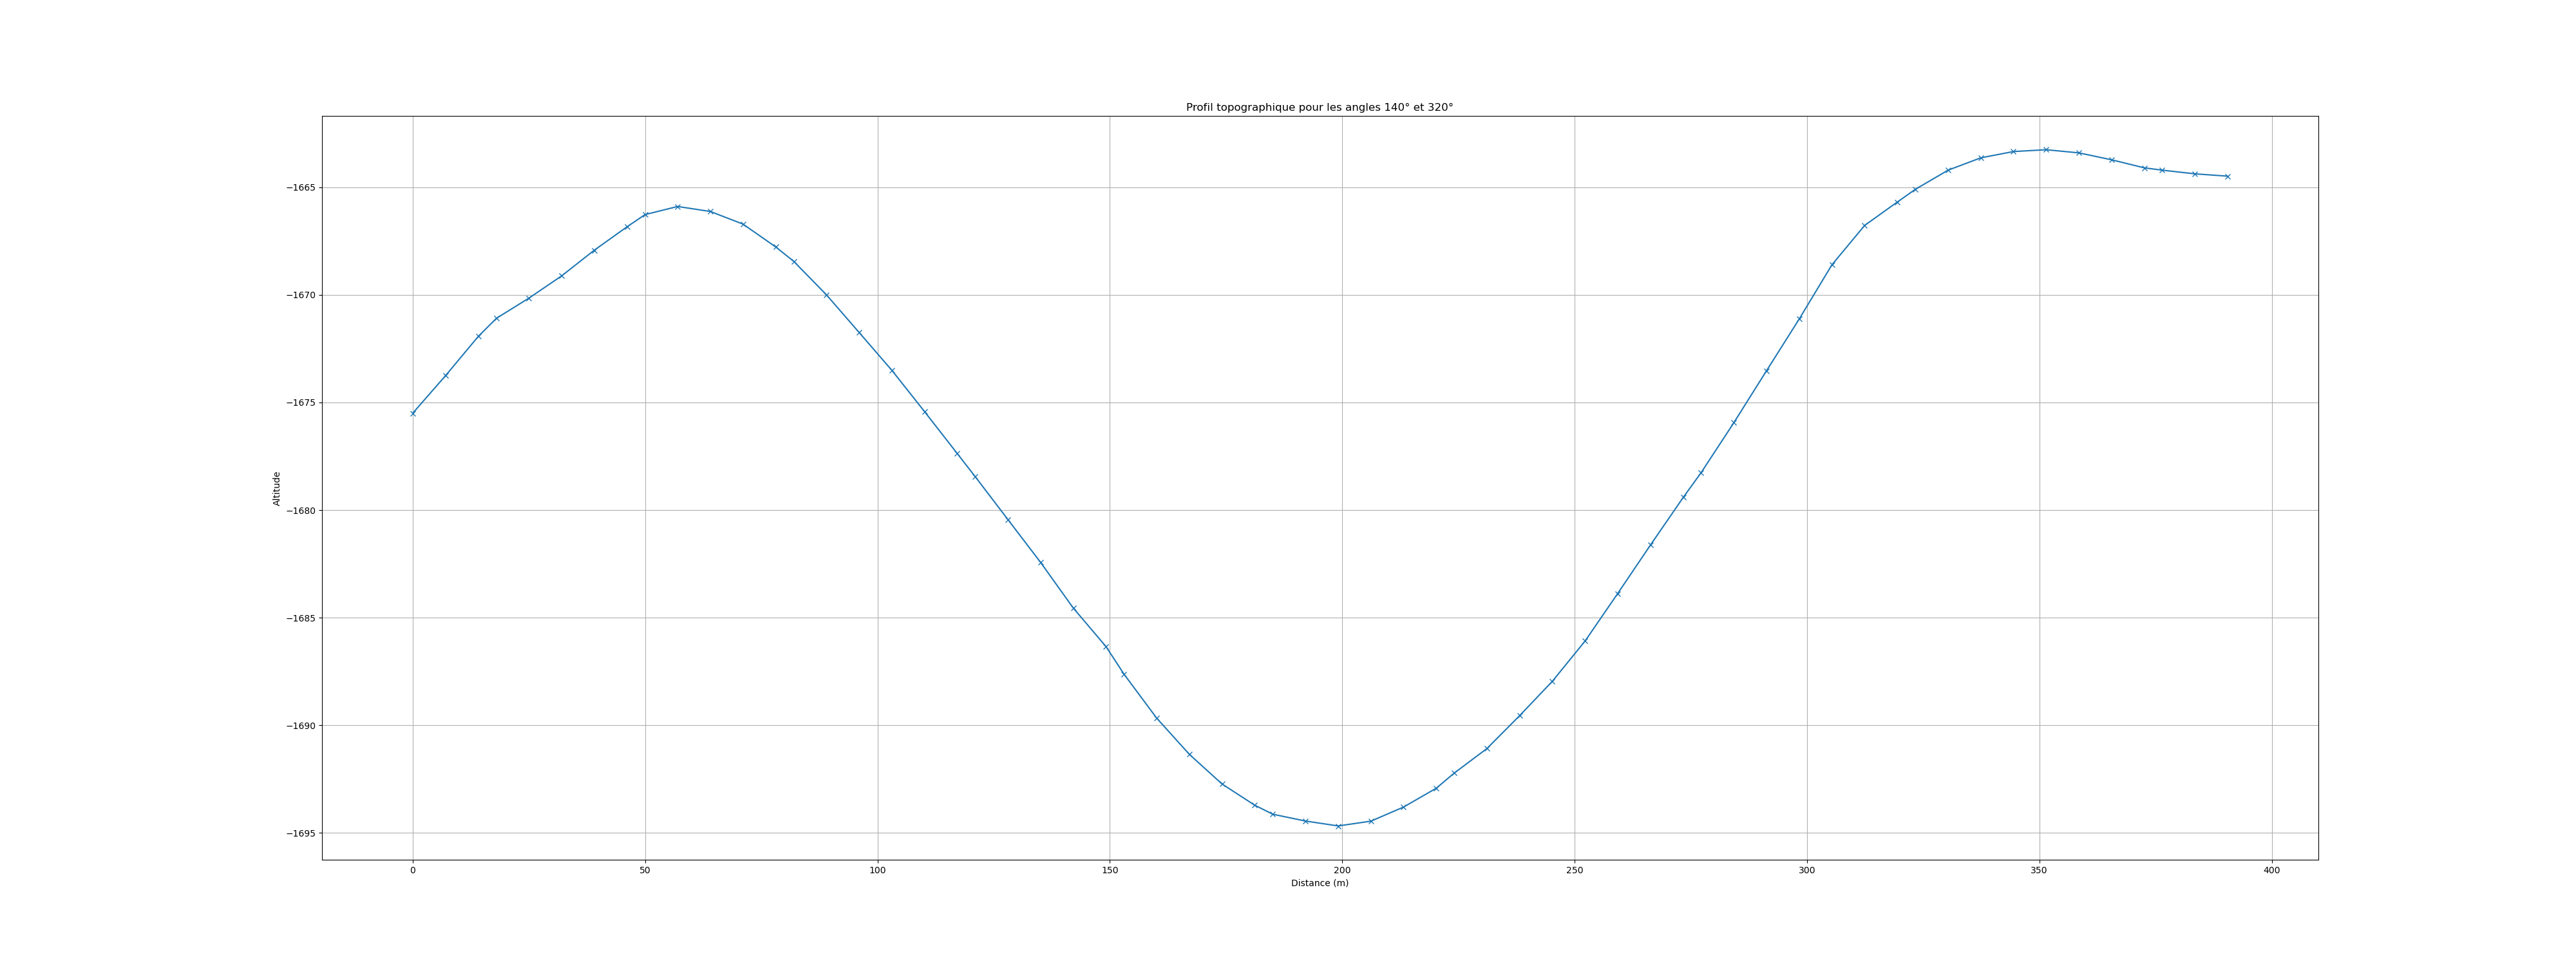 Profil topographique pour les angles 140° et 320°
Altitude
−1665
−1670
−1675
−1680
−1685
−1690
−1695
0 50 100 150 200 250 300 350 400
Distance (m)